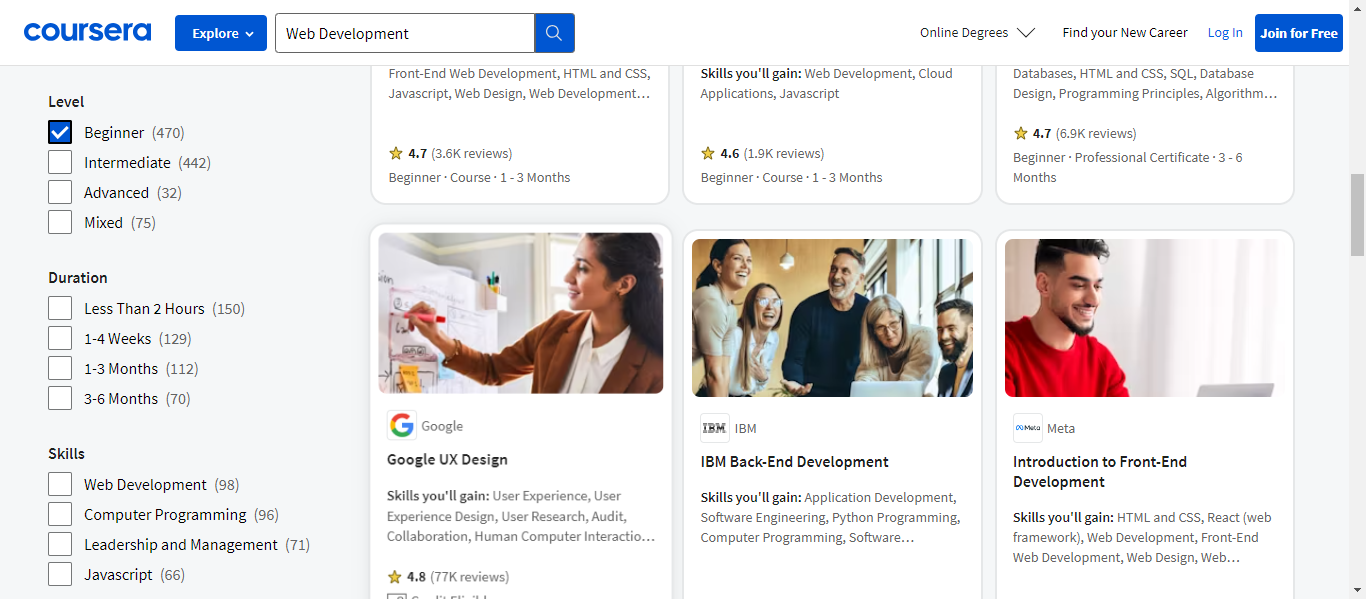 coursera
Explore
Web Development
Online Degrees
Find your New Career
Log In
Join for Free
Level
Beginner (470)
Intermediate (442)
Advanced (32)
Mixed (75)
Duration
Less Than 2 Hours (150)
1-4 Weeks (129)
1-3 Months (112)
3-6 Months (70)
Skills
Web Development (98)
Computer Programming (96)
Leadership and Management (71)
Javascript (66)
Front-End Web Development, HTML and CSS,
Javascript, Web Design, Web Development…
4.7 (3.6K reviews)
Beginner · Course · 1 - 3 Months
Skills you'll gain: Web Development, Cloud
Applications, Javascript
4.6 (1.9K reviews)
Beginner · Course · 1 - 3 Months
Databases, HTML and CSS, SQL, Database
Design, Programming Principles, Algorithm…
4.7 (6.9K reviews)
Beginner · Professional Certificate · 3 - 6
Months
Google
Google UX Design
Skills you'll gain: User Experience, User
Experience Design, User Research, Audit,
Collaboration, Human Computer Interactio…
4.8 (77K reviews)
IBM
IBM
IBM Back-End Development
Skills you'll gain: Application Development,
Software Engineering, Python Programming,
Computer Programming, Software…
Meta
Meta
Introduction to Front-End
Development
Skills you'll gain: HTML and CSS, React (web
framework), Web Development, Front-End
Web Development, Web Design, Web…